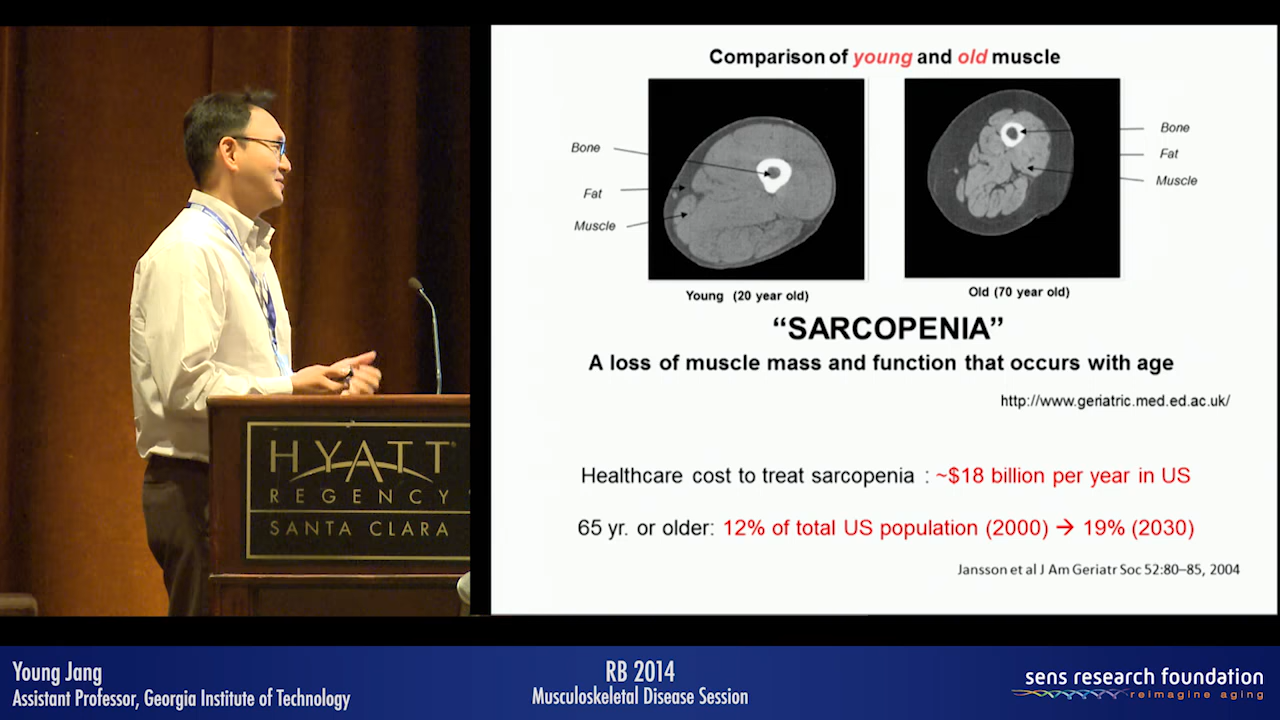 Comparison of young and old muscle
Bone
Fat
Muscle
Bone
Fat
Muscle
Young (20 year old)
Old (70 year old)
“SARCOPENIA”
A loss of muscle mass and function that occurs with age
http://www.geriatric.med.ed.ac.uk/
Healthcare cost to treat sarcopenia : ~$18 billion per year in US
65 yr. or older: 12% of total US population (2000) → 19% (2030)
Jansson et al J Am Geriatr Soc 52:80–85, 2004
HYATT
REGENCY
SANTA CLARA
Young Jang
Assistant Professor, Georgia Institute of Technology
RB 2014
Musculoskeletal Disease Session
sens research foundation
reimagine aging